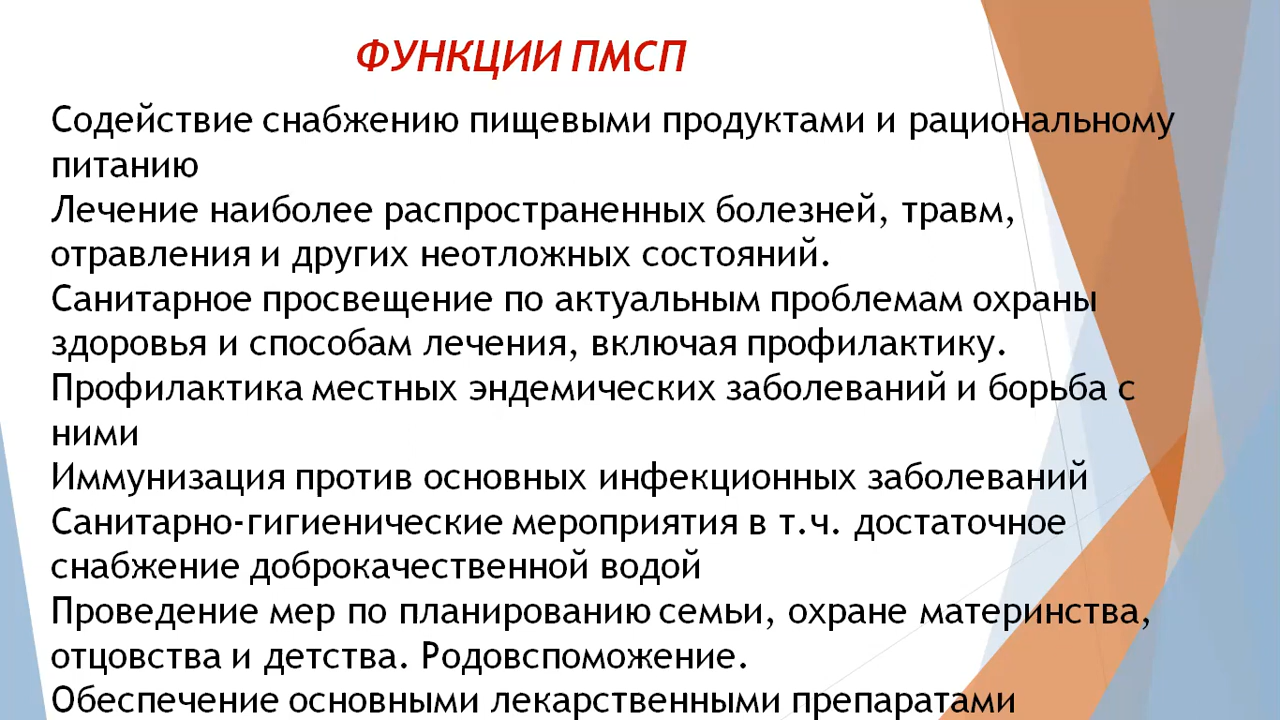 ФУНКЦИИ ПМСП
Содействие снабжению пищевыми продуктами и рациональному
питанию
Лечение наиболее распространенных болезней, травм,
отравления и других неотложных состояний.
Санитарное просвещение по актуальным проблемам охраны
здоровья и способам лечения, включая профилактику.
Профилактика местных эндемических заболеваний и борьба с
ними
Иммунизация против основных инфекционных заболеваний
Санитарно-гигиенические мероприятия в т.ч. достаточное
снабжение доброкачественной водой
Проведение мер по планированию семьи, охране материнства,
отцовства и детства. Родовспоможение.
Обеспечение основными лекарственными препаратами